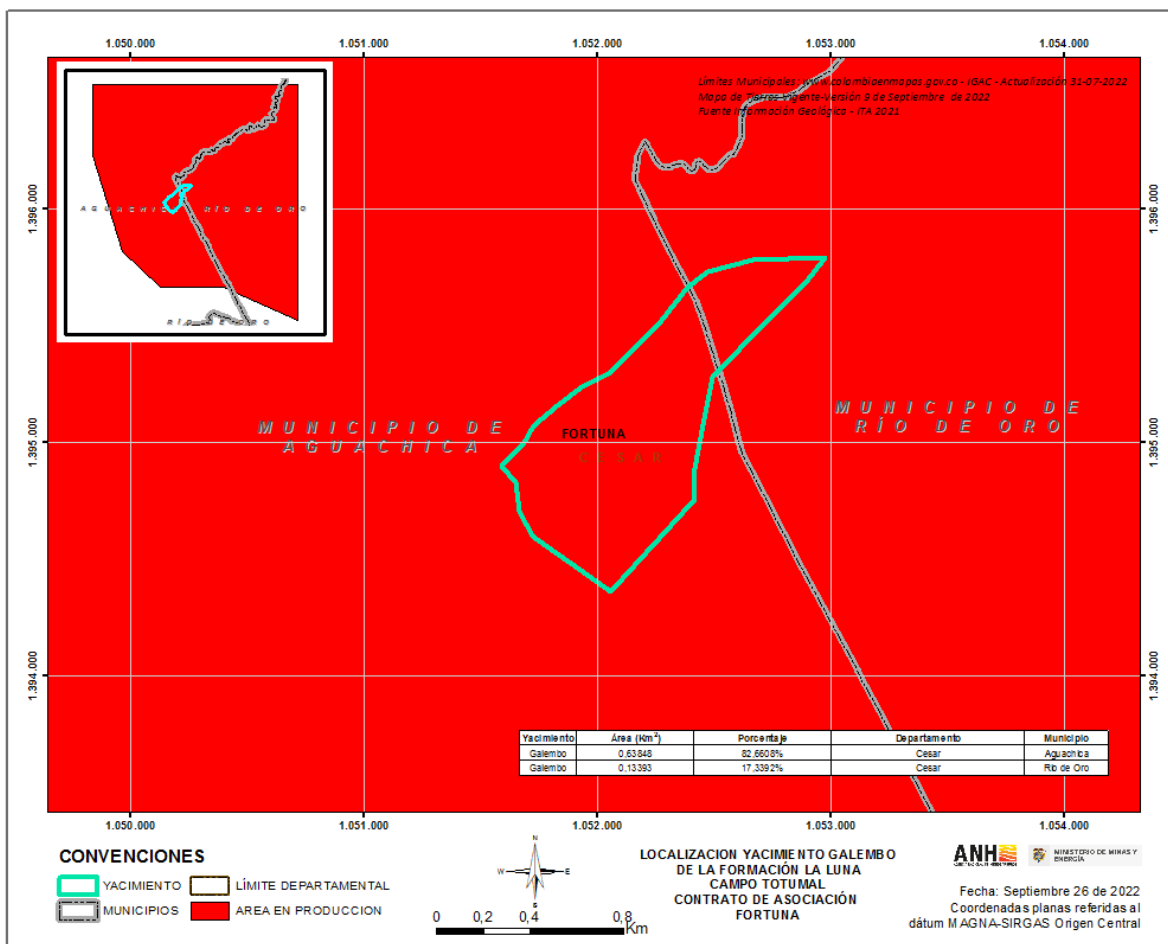 1.050.000 1.051.000 1.052.000 1.053.000 1.054.000
Límites Municipales: www.colombiaenmapas.gov.co - IGAC - Actualización 31-07-2022
Mapa de Tierras Vigente-Versión 9 de Septiembre de 2022
Fuente Información Geológica - ITA 2021
AGUACHICA RÍO DE ORO
RÍO DE ORO
1.396.000 1.396.000
MUNICIPIO DE
AGUACHICA
MUNICIPIO DE
RÍO DE ORO
FORTUNA
CESAR
1.395.000 1.395.000
1.394.000 1.394.000
Yacimiento Área (Km²) Porcentaje Departamento Municipio
Galembo 0,63848 82,6608% Cesar Aguachica
Galembo 0,13393 17,3392% Cesar Río de Oro
1.050.000 1.051.000 1.052.000 1.053.000 1.054.000
CONVENCIONES
YACIMIENTO LÍMITE DEPARTAMENTAL
MUNICIPIOS AREA EN PRODUCCION
N
W E
S
0 0,2 0,4 0,8
Km
LOCALIZACION YACIMIENTO GALEMBO
DE LA FORMACIÓN LA LUNA
CAMPO TOTUMAL
CONTRATO DE ASOCIACIÓN
FORTUNA
ANH
MINISTERIO DE MINAS Y
ENERGÍA
Fecha: Septiembre 26 de 2022
Coordenadas planas referidas al
dátum MAGNA-SIRGAS Origen Central